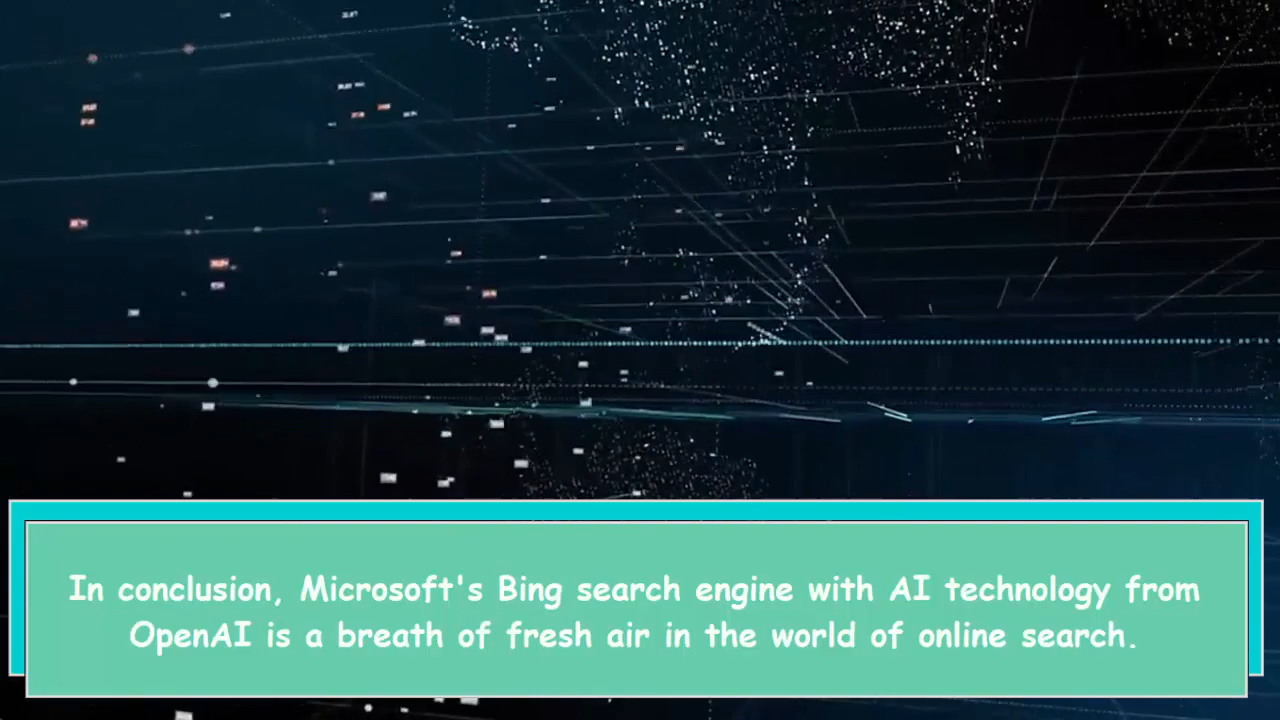 In conclusion, Microsoft's Bing search engine with AI technology from
OpenAI is a breath of fresh air in the world of online search.